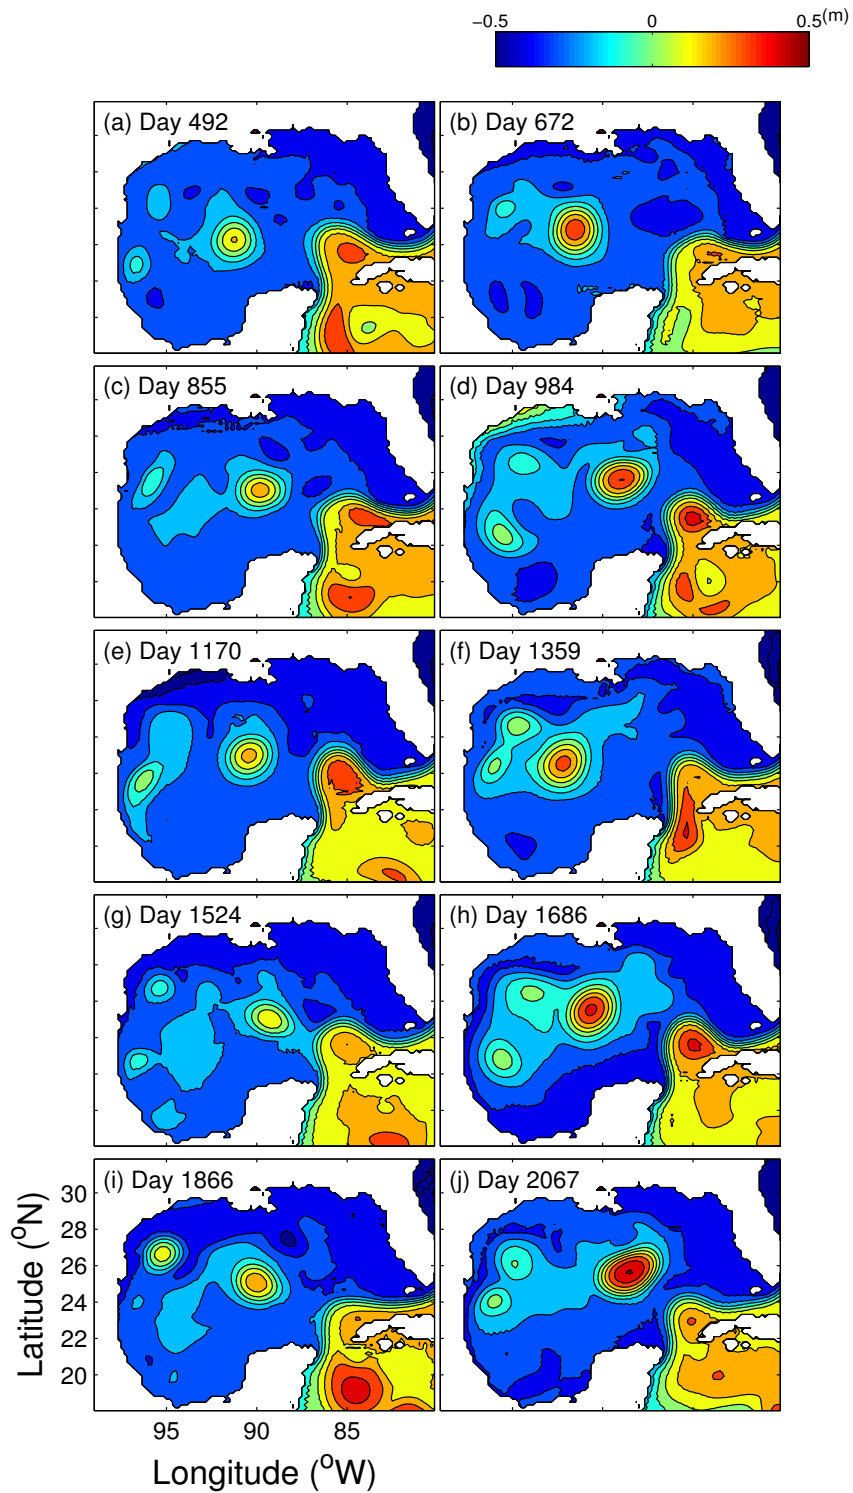 −0.5 0 0.5(m)
(a) Day 492
(b) Day 672
(c) Day 855
(d) Day 984
(e) Day 1170
(f) Day 1359
(g) Day 1524
(h) Day 1686
(i) Day 1866
(j) Day 2067
30
28
26
24
22
20
Latitude (°N)
95 90 85
Longitude (°W)